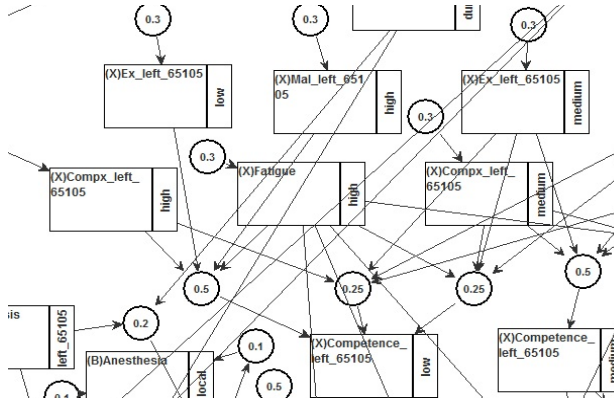 0.3
0.3
0.3
(X)Ex_left_65105
low
(X)Mal_left_651
05
high
(X)Ex_left_65105
medium
0.3
0.3
(X)Compx_left_
65105
high
(X)Fatigue
high
(X)Compx_left_
65105
medium
0.5
0.25
0.25
0.5
sis
left_65105
0.2
(B)Anesthesia
local
0.1
(X)Competence_
left_65105
low
(X)Competence_
left_65105
0.5
0.1